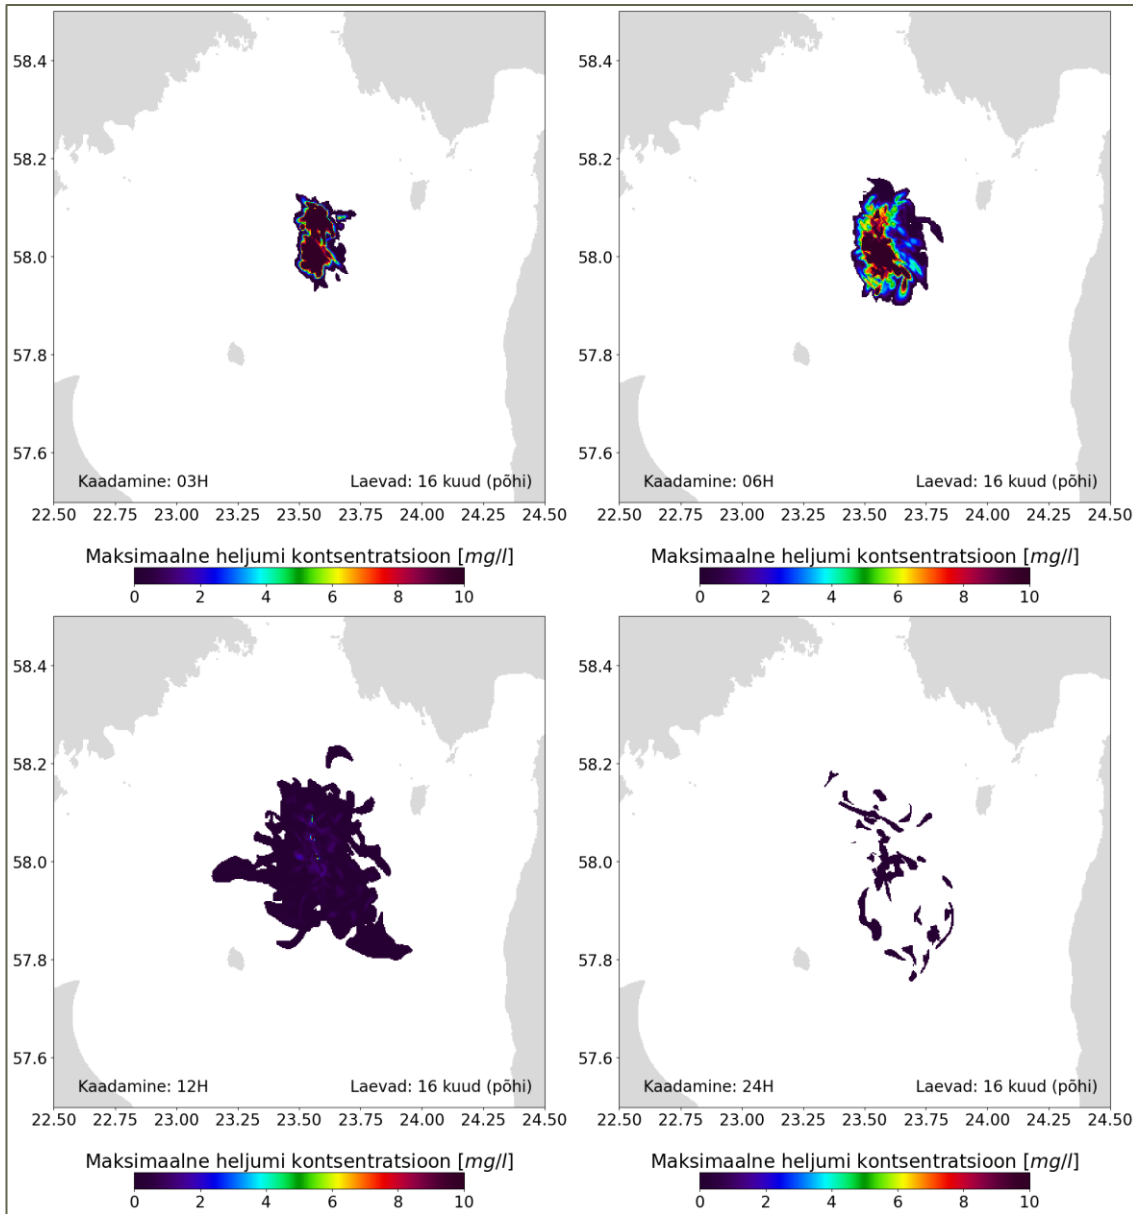 58.4
58.2
58.0
57.8
57.6
Kaadamine: 03H Laevad: 16 kuud (põhi)
22.50 22.75 23.00 23.25 23.50 23.75 24.00 24.25 24.50
Maksimaalne heljumi kontsentratsioon [mg/l]
0 2 4 6 8 10
58.4
58.2
58.0
57.8
57.6
Kaadamine: 06H Laevad: 16 kuud (põhi)
22.50 22.75 23.00 23.25 23.50 23.75 24.00 24.25 24.50
Maksimaalne heljumi kontsentratsioon [mg/l]
0 2 4 6 8 10
58.4
58.2
58.0
57.8
57.6
Kaadamine: 12H Laevad: 16 kuud (põhi)
22.50 22.75 23.00 23.25 23.50 23.75 24.00 24.25 24.50
Maksimaalne heljumi kontsentratsioon [mg/l]
0 2 4 6 8 10
58.4
58.2
58.0
57.8
57.6
Kaadamine: 24H Laevad: 16 kuud (põhi)
22.50 22.75 23.00 23.25 23.50 23.75 24.00 24.25 24.50
Maksimaalne heljumi kontsentratsioon [mg/l]
0 2 4 6 8 10